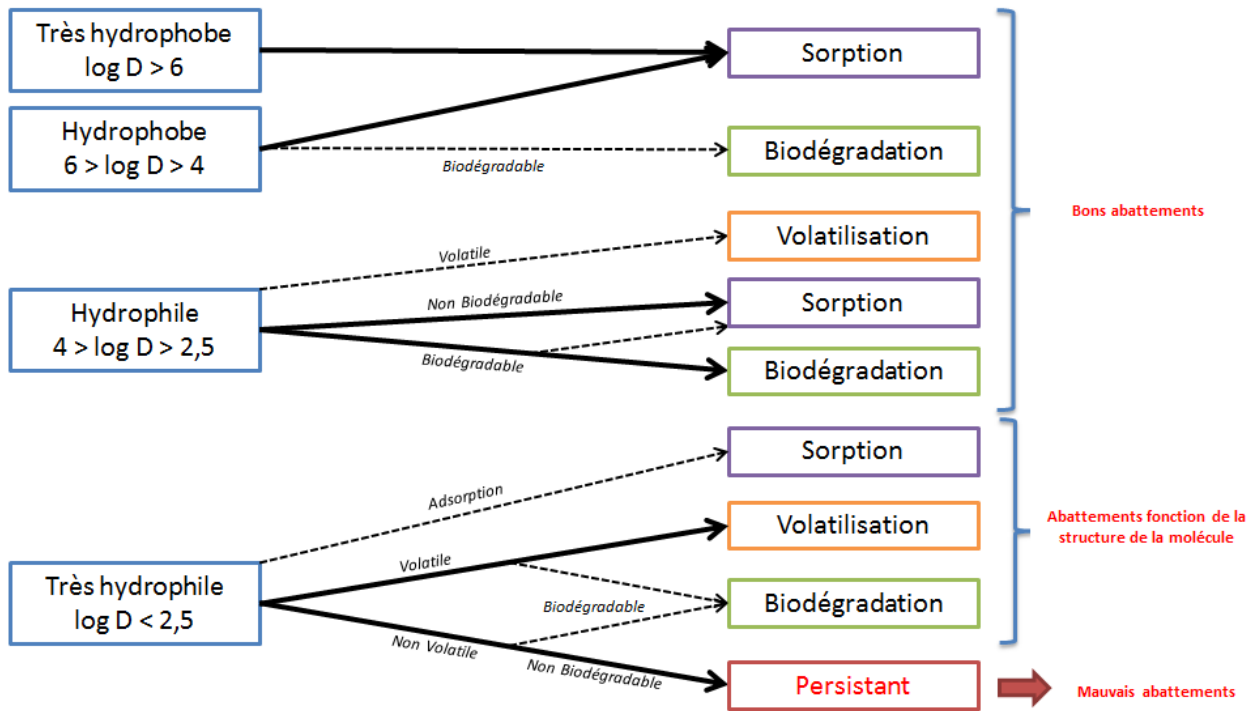 Très hydrophobe
log D > 6
Sorption
Hydrophobe
6 > log D > 4
Biodégradable
Biodégradation
Bons abattements
Volatile
Volatilisation
Hydrophile
4 > log D > 2,5
Non Biodégradable
Sorption
Biodégradable
Biodégradation
Adsorption
Sorption
Très hydrophile
log D < 2,5
Volatile
Volatilisation
Abattements fonction de la
structure de la molécule
Biodégradable
Biodégradation
Non Volatile
Non Biodégradable
Persistant
Mauvais abattements